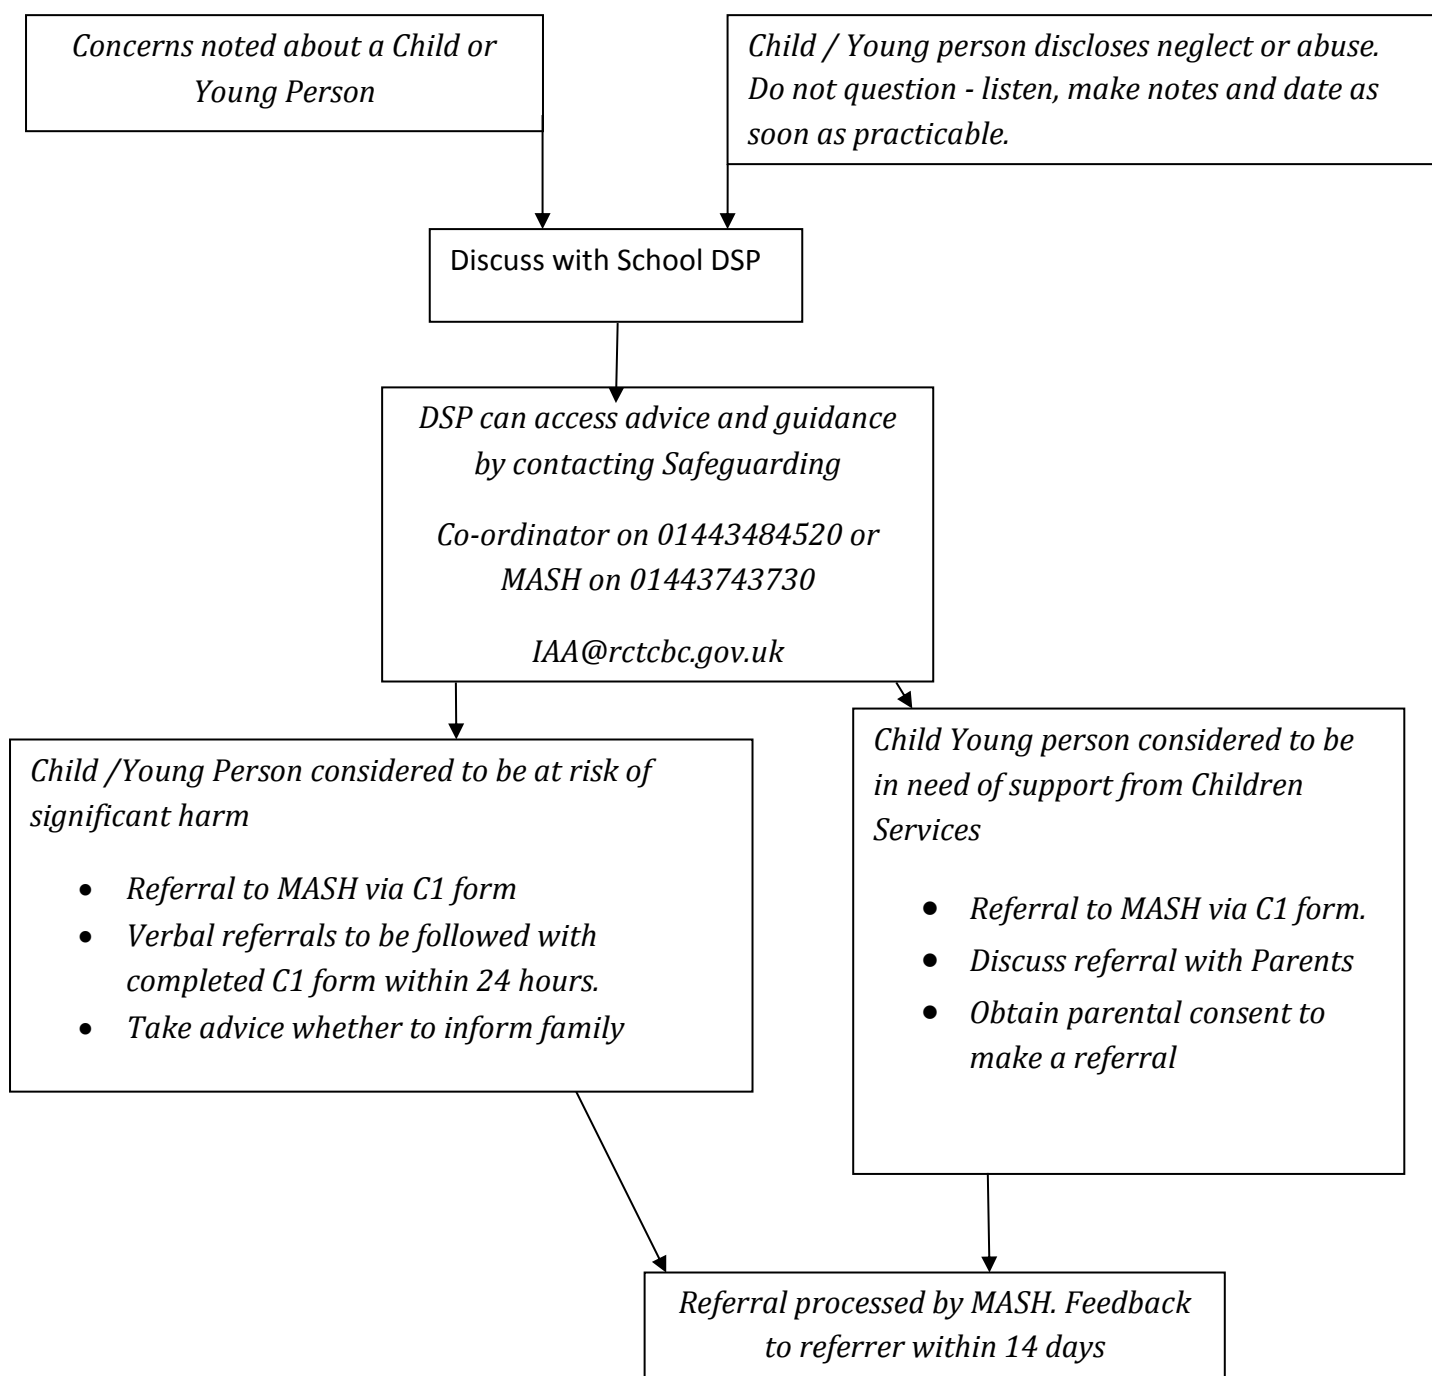 Concerns noted about a Child or
Young Person
Child / Young person discloses neglect or abuse.
Do not question - listen, make notes and date as
soon as practicable.
Discuss with School DSP
DSP can access advice and guidance
by contacting Safeguarding
Co-ordinator on 01443484520 or
MASH on 01443743730
IAA@rctcbc.gov.uk
Child /Young Person considered to be at risk of
significant harm
• Referral to MASH via C1 form
• Verbal referrals to be followed with
completed C1 form within 24 hours.
• Take advice whether to inform family
Child Young person considered to be
in need of support from Children
Services
• Referral to MASH via C1 form.
• Discuss referral with Parents
• Obtain parental consent to
make a referral
Referral processed by MASH. Feedback
to referrer within 14 days